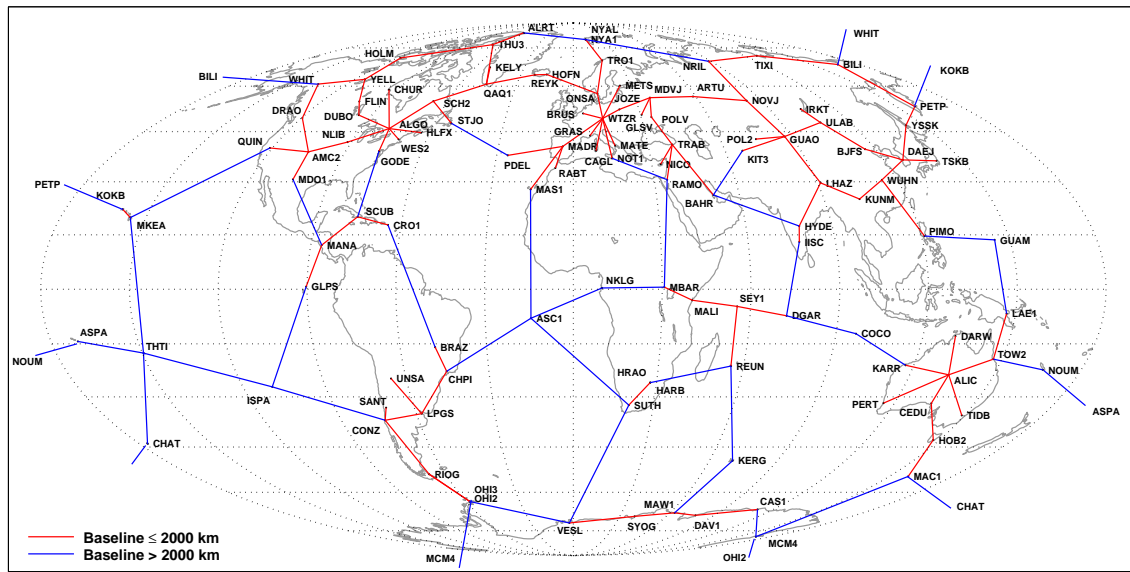 ALRT
NYAL
NYA1
WHIT
THU3
HOLM
TRO1
NRIL
TIXI
BILI
KOKB
BILI
WHIT
YELL
KELY
HOFN
REYK
METS
MDVJ
ARTU
CHUR
FLIN
SCH2
QAQ1
ONSA
JOZE
NOVJ
IRKT
PETP
DRAO
DUBO
ALGO
STJO
BRUS
WTZR
GLSV
POLV
ULAB
YSSK
NLIB
HLFX
WES2
GRAS
QUIN
AMC2
GODE
PDEL
MADR
MATE
CAGL
NOT1
TRAB
POL2
GUAO
KIT3
BJFS
DAEJ
TSKB
RABT
NICO
PETP
KOKB
MDO1
MAS1
RAMO
BAHR
LHAZ
WUHN
KUNM
MKEA
SCUB
CRO1
HYDE
IISC
PIMO
GUAM
MANA
GLPS
NKLG
MBAR
MALI
SEY1
DGAR
COCO
LAE1
ASPA
NOUM
THTI
ASC1
BRAZ
CHPI
DARW
TOW2
NOUM
UNSA
ISPA
HRAO
HARB
REUN
KARR
ALIC
SANT
LPGS
SUTH
PERT
CEDU
TIDB
ASPA
CONZ
CHAT
HOB2
RIOG
KERG
MAC1
OHI3
OHI2
MAW1
CAS1
CHAT
VESL
SYOG
DAV1
MCM4
Baseline ≤ 2000 km
Baseline > 2000 km
MCM4
OHI2